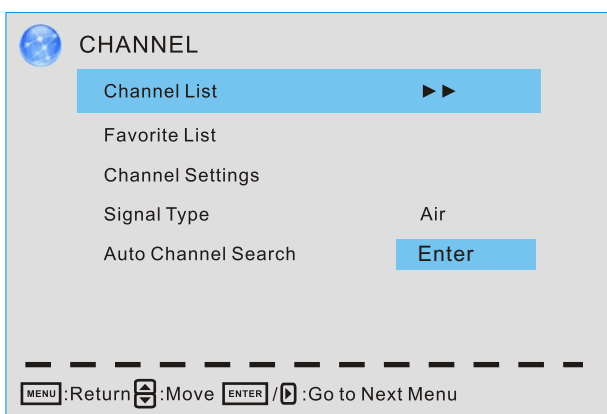 CHANNEL
Channel List ►►
Favorite List
Channel Settings
Signal Type Air
Auto Channel Search Enter
MENU :Return :Move ENTER / :Go to Next Menu